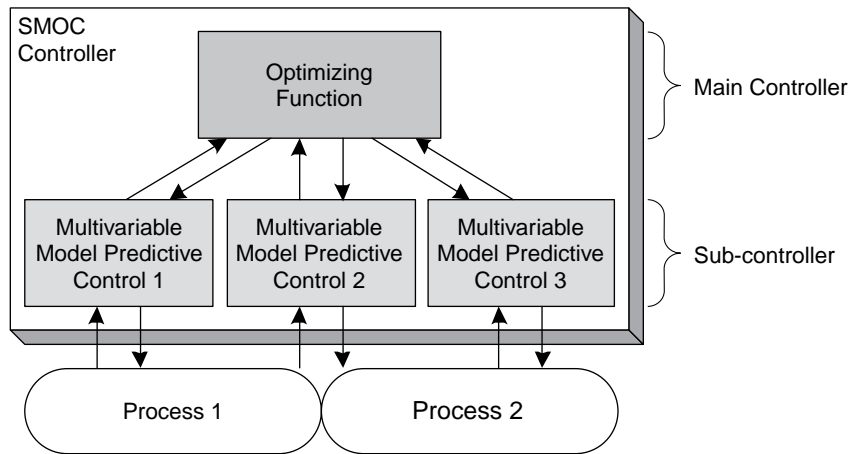 SMOC
Controller
Optimizing
Function
Main Controller
Multivariable
Model Predictive
Control 1
Multivariable
Model Predictive
Control 2
Multivariable
Model Predictive
Control 3
Sub-controller
Process 1
Process 2